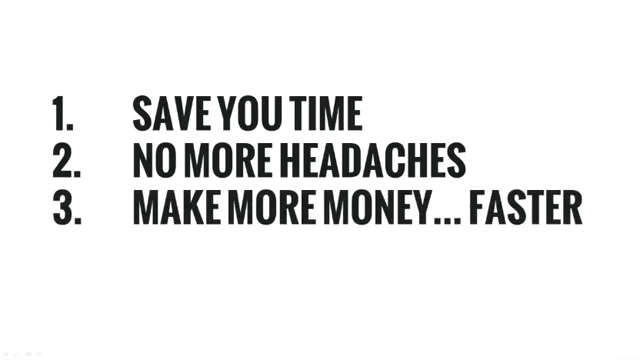 1. SAVE YOU TIME
2. NO MORE HEADACHES
3. MAKE MORE MONEY... FASTER